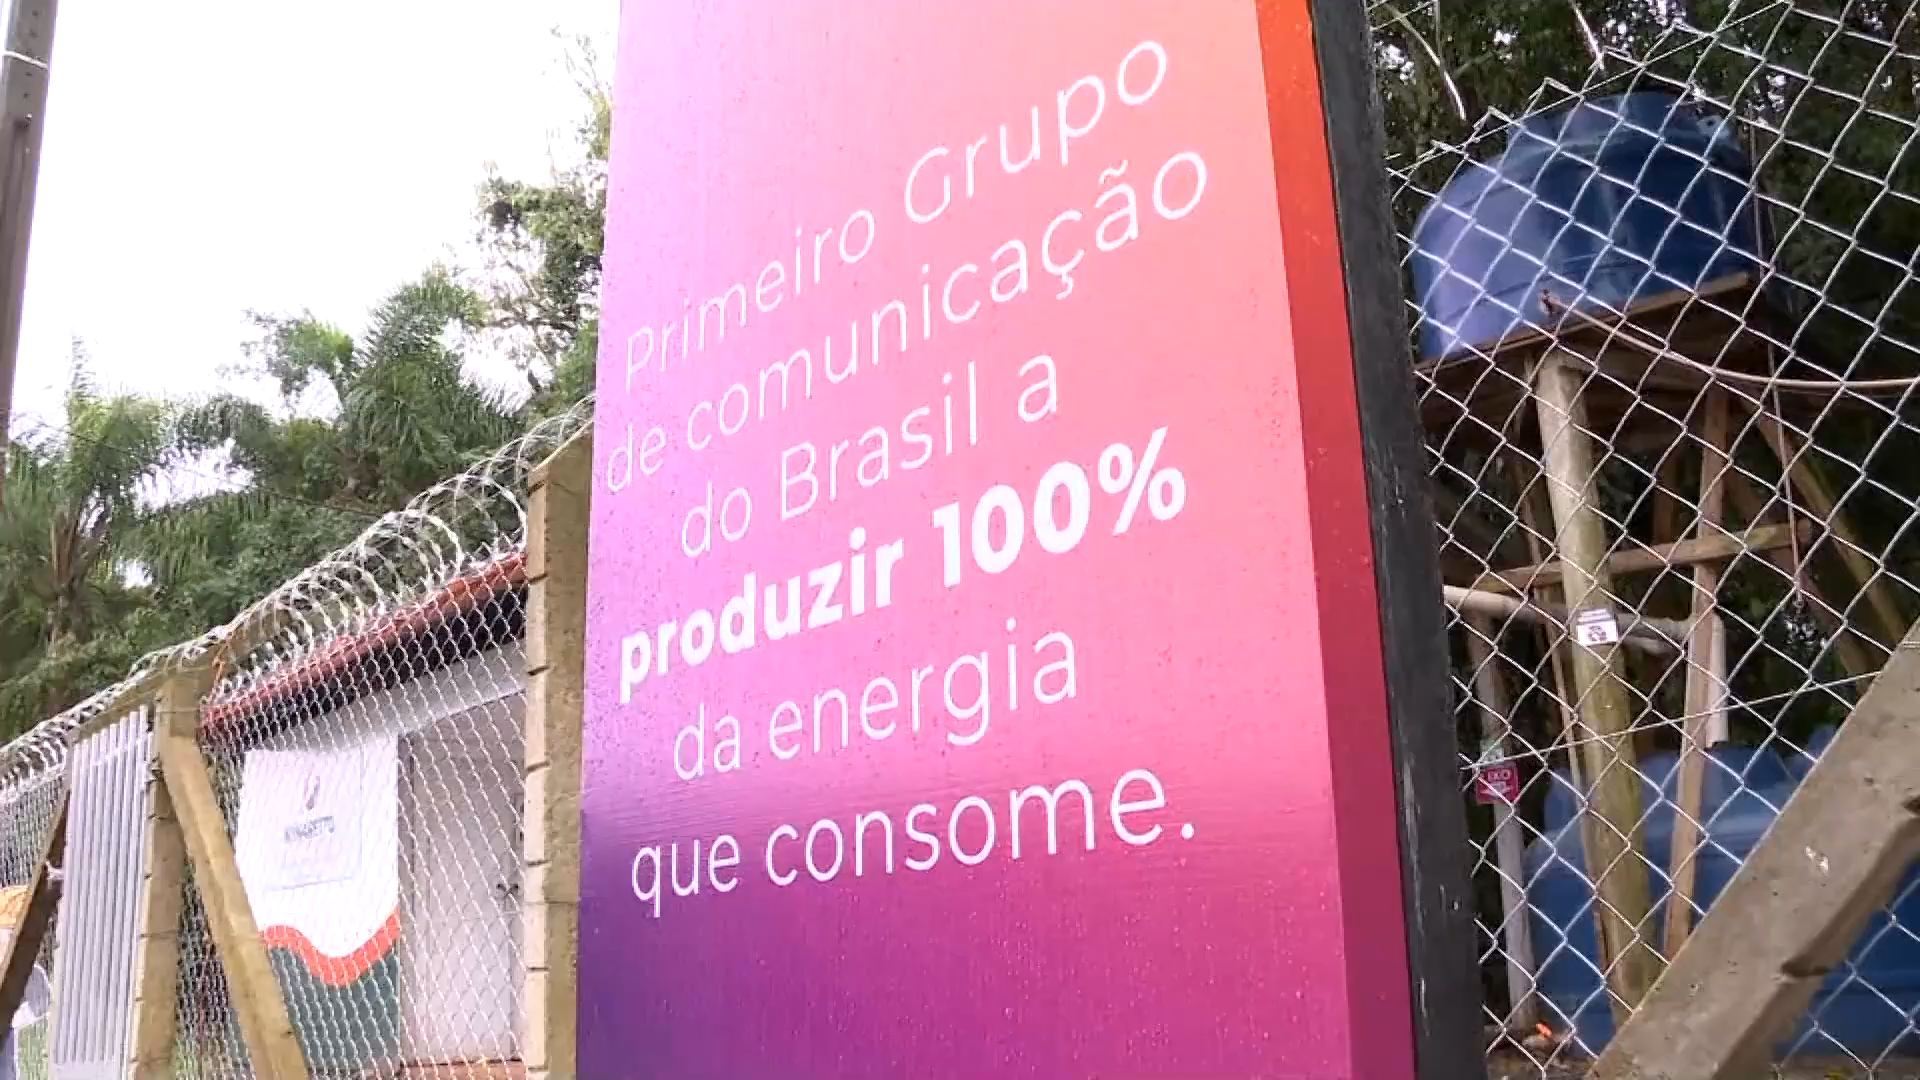 Primeiro Grupo
de comunicação
do Brasil a
produzir 100%
da energia
que consome.